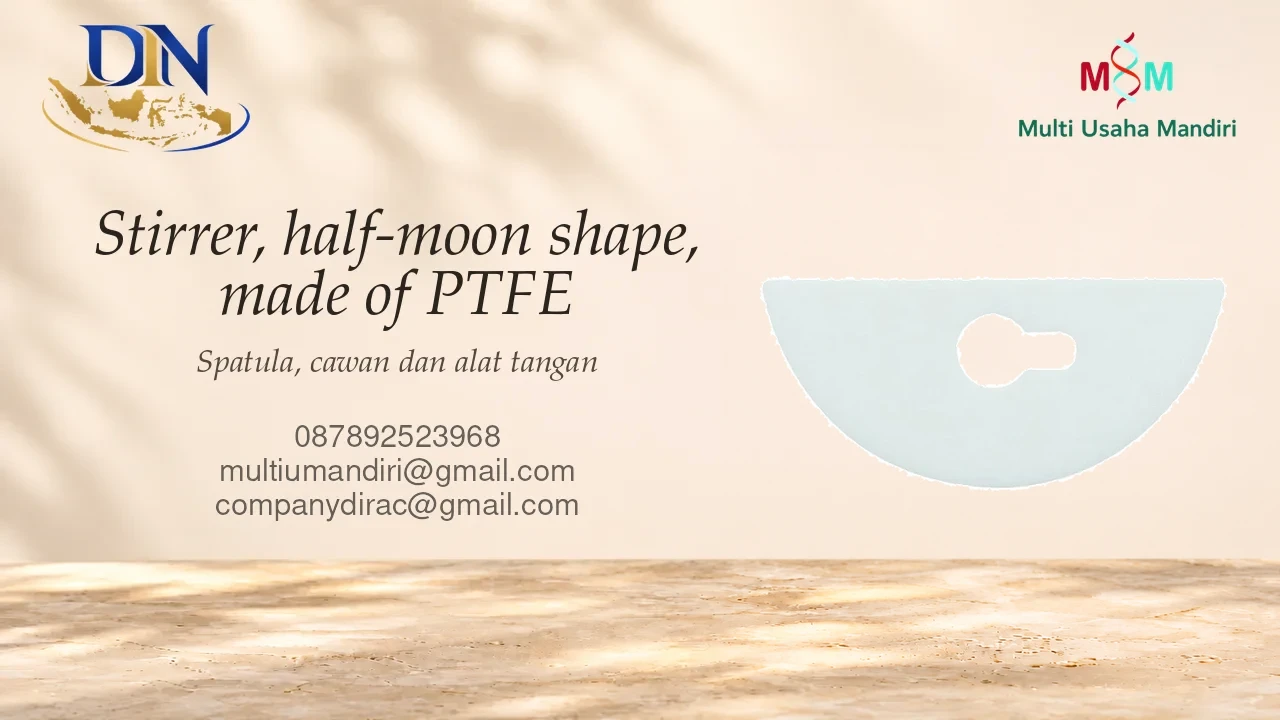 DN
M M
Multi Usaha Mandiri
Stirrer, half-moon shape,
made of PTFE
Spatula, cawan dan alat tangan
087892523968
multiumandiri@gmail.com
companydirac@gmail.com